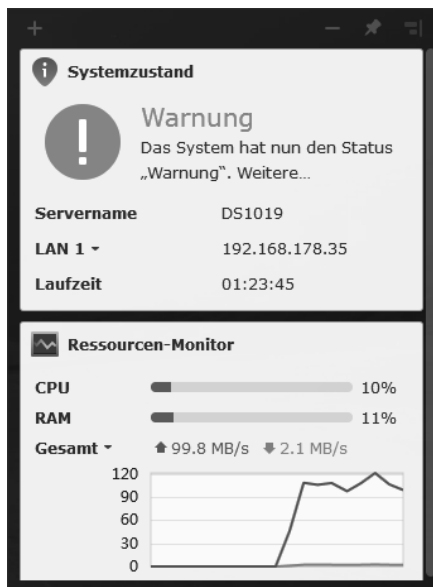 Systemzustand
Warnung
Das System hat nun den Status
„Warnung“. Weitere...
Servername DS1019
LAN 1 192.168.178.35
Laufzeit 01:23:45
Ressourcen-Monitor
CPU 10%
RAM 11%
Gesamt 99.8 MB/s 2.1 MB/s
120
90
60
30
0